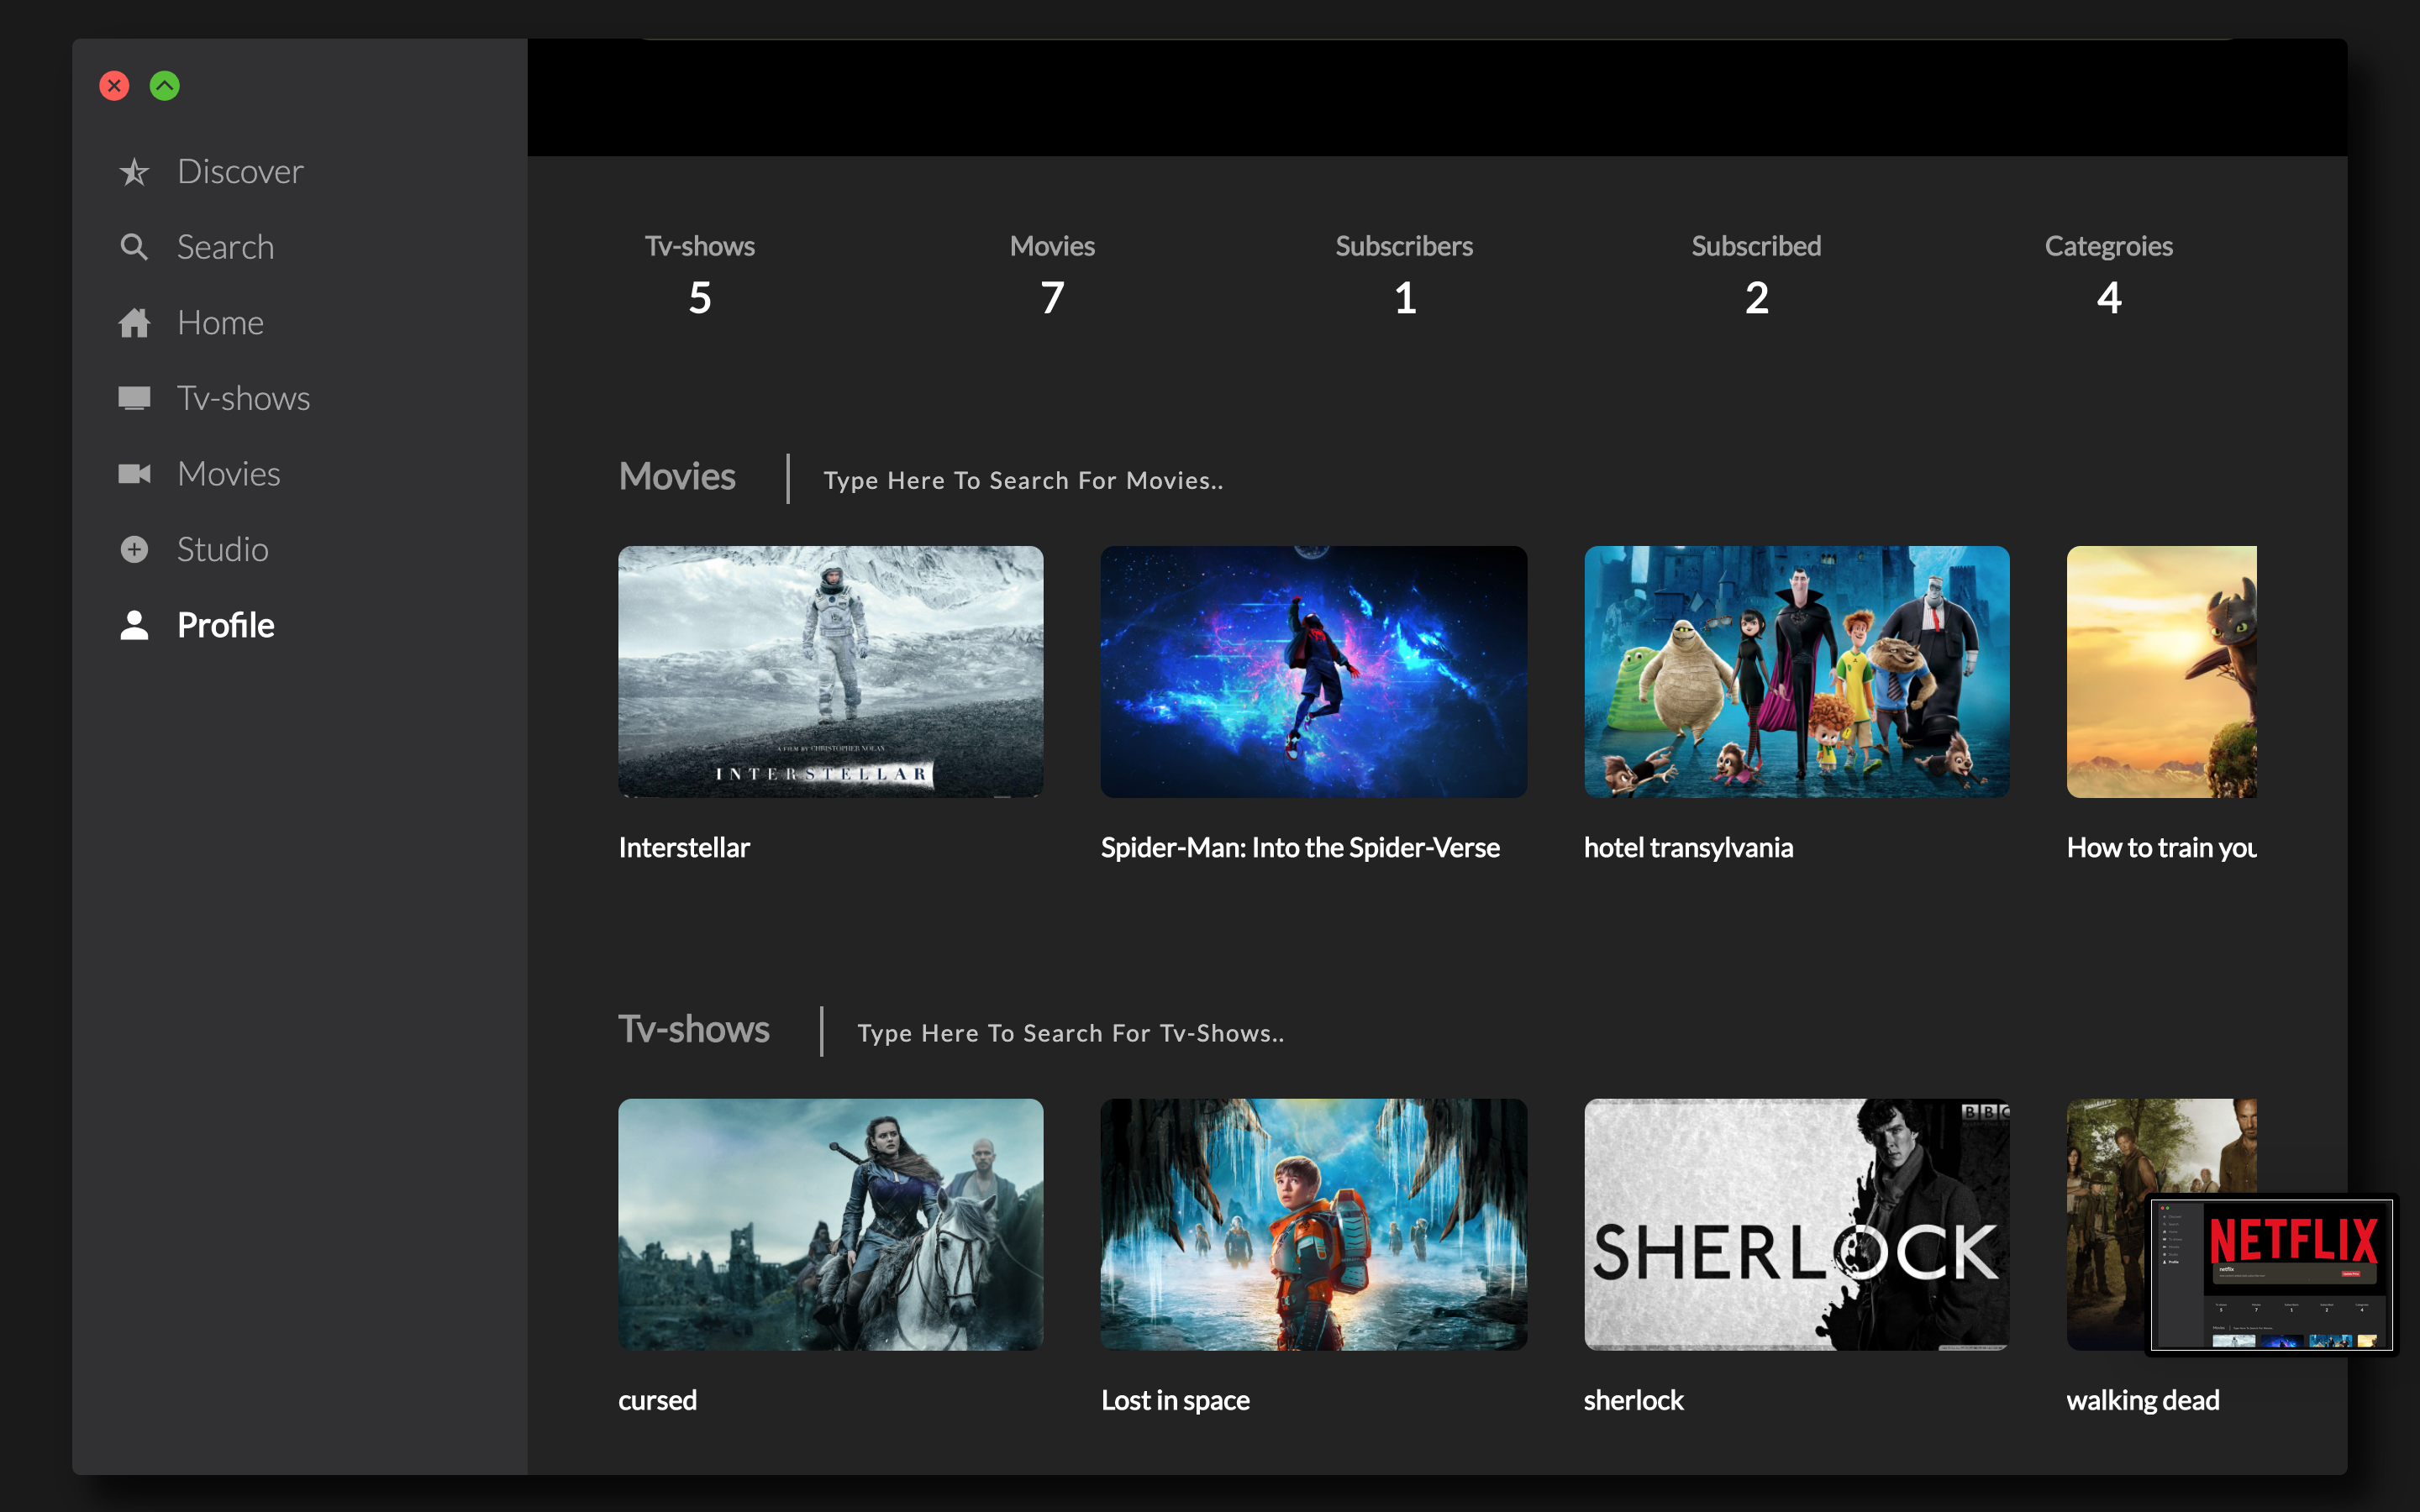 Discover
Search
Home
Tv-shows
Movies
Studio
Profile
Tv-shows
5
Movies
7
Subscribers
1
Subscribed
2
Categroies
4
Movies
Type Here To Search For Movies..
A FILM BY CHRISTOPHER NOLAN
INTERSTELLAR
Interstellar
Spider-Man: Into the Spider-Verse
hotel transylvania
How to train you
Tv-shows
Type Here To Search For Tv-Shows..
BBC
SHERLOCK
NETFLIX
netflix
cursed
Lost in space
sherlock
walking dead